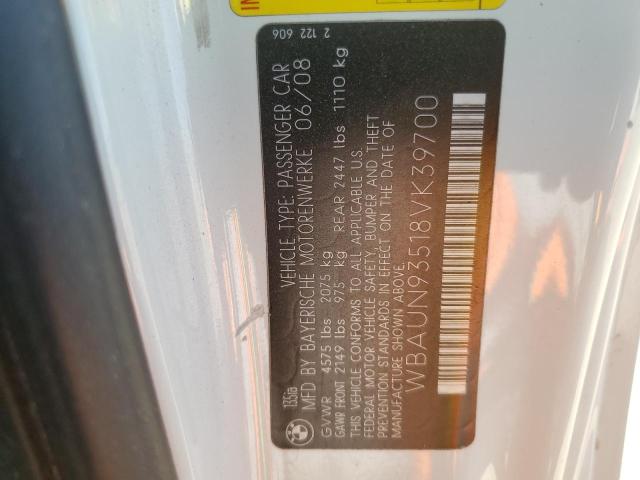 135iB
VEHICLE TYPE: PASSENGER CAR
MFD BY BAYERISCHE MOTORENWERKE 06/08
GVWR 4575 lbs 2075 kg
GAWR FRONT 2149 lbs 975 kg REAR 2447 lbs 1110 kg
THIS VEHICLE CONFORMS TO ALL APPLICABLE U.S.
FEDERAL MOTOR VEHICLE SAFETY, BUMPER AND THEFT
PREVENTION STANDARDS IN EFFECT ON THE DATE OF
MANUFACTURE SHOWN ABOVE.
WBAUN93518VK39700
2 122 606